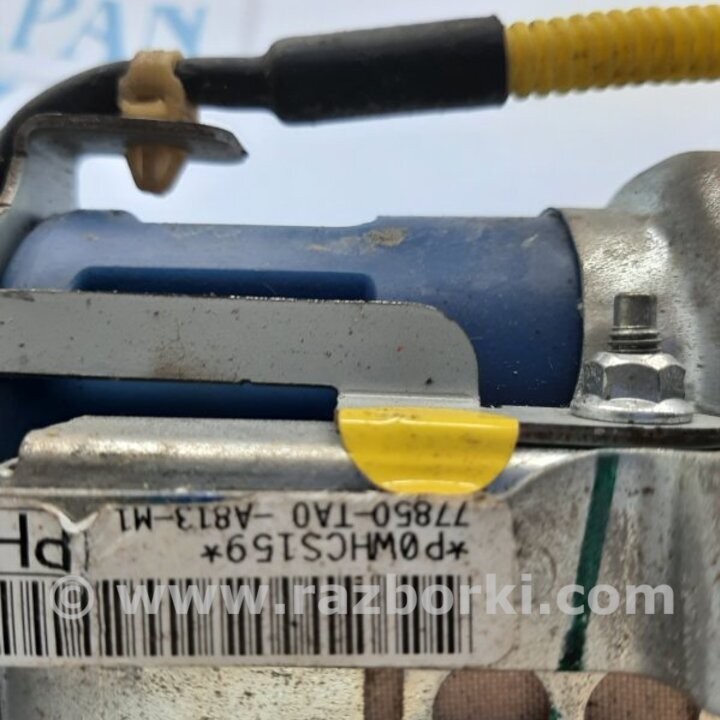 PAN
77850-TA0 -A813-M1
*P0WHCS159*
PH
© www.razborki.com